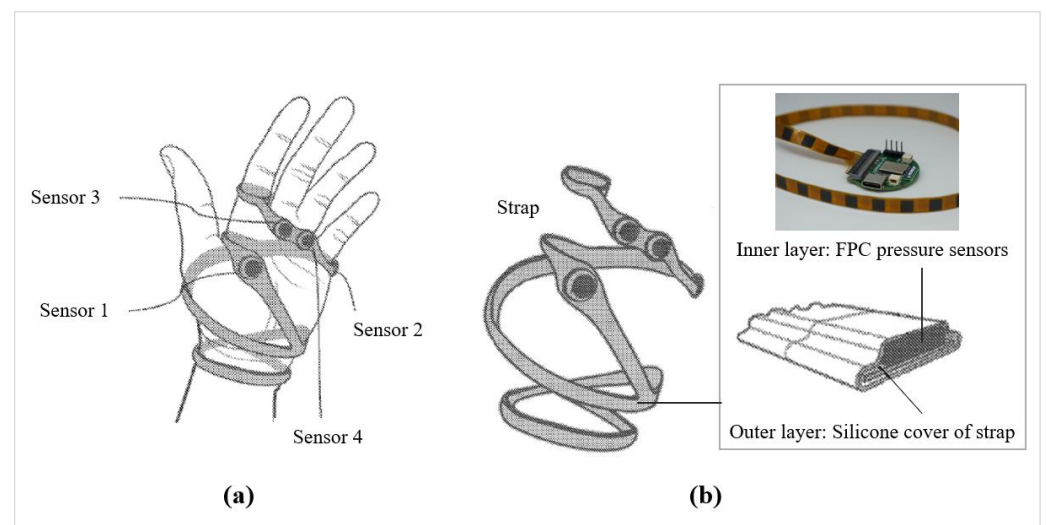 Sensor 3
Sensor 1
Sensor 2
Sensor 4
(a)
Strap
Inner layer: FPC pressure sensors
Outer layer: Silicone cover of strap
(b)